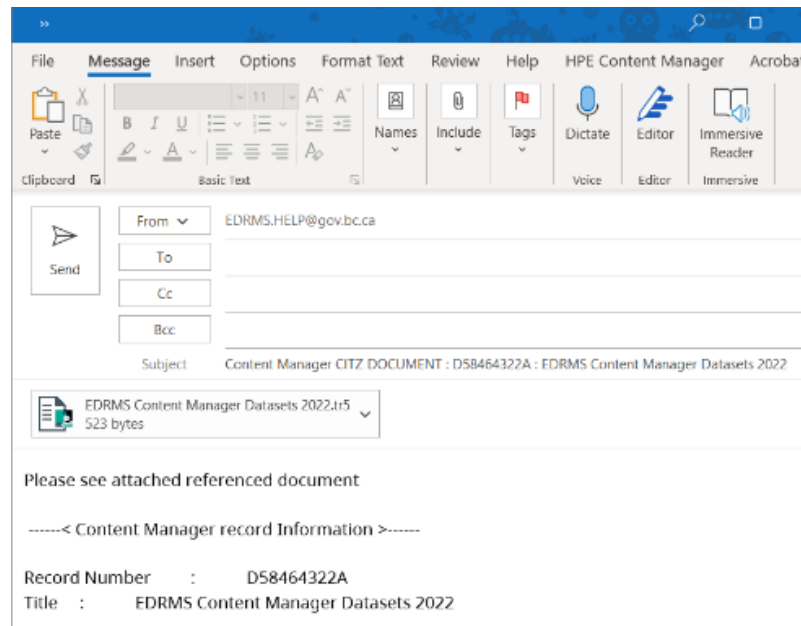 File Message Insert Options Format Text Review Help HPE Content Manager Acrobat
Paste
B I U
11
A^ A˅
Names
Include
Tags
Dictate
Editor
Immersive Reader
Clipboard
Basic Text
Voice
Editor
Immersive
Send
From EDRMS.HELP@gov.bc.ca
To
Cc
Bcc
Subject Content Manager CITZ DOCUMENT : D58464322A : EDRMS Content Manager Datasets 2022
EDRMS Content Manager Datasets 2022.tr5
523 bytes
Please see attached referenced document
------< Content Manager record Information >------
Record Number : D58464322A
Title : EDRMS Content Manager Datasets 2022